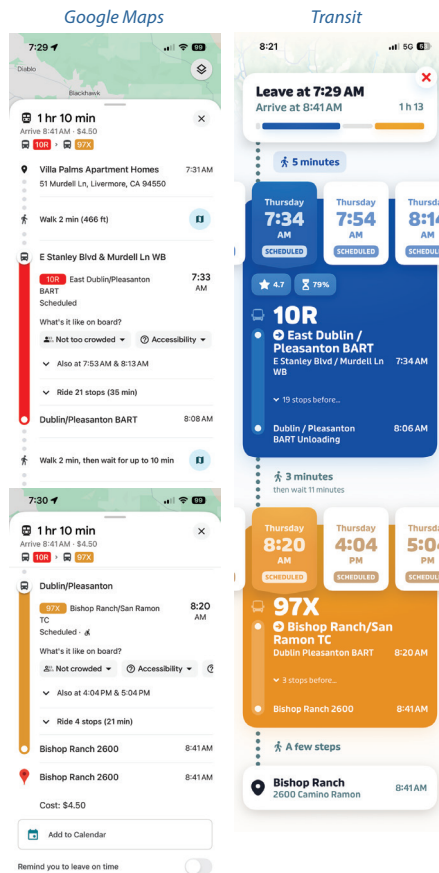 Google Maps
7:29
99
Diablo
Blackhawk
1 hr 10 min
Arrive 8:41 AM · $4.50
10R › 97X
Villa Palms Apartment Homes 7:31 AM
51 Murdell Ln, Livermore, CA 94550
Walk 2 min (466 ft)
E Stanley Blvd & Murdell Ln WB
10R East Dublin/Pleasanton 7:33
BART AM
Scheduled
What's it like on board?
Not too crowded Accessibility
Also at 7:53 AM & 8:13 AM
Ride 21 stops (35 min)
Dublin/Pleasanton BART 8:08 AM
Walk 2 min, then wait for up to 10 min
7:30
99
1 hr 10 min
Arrive 8:41 AM · $4.50
10R › 97X
Dublin/Pleasanton
97X Bishop Ranch/San Ramon 8:20
TC AM
Scheduled ·
What's it like on board?
Not crowded Accessibility
Also at 4:04 PM & 5:04 PM
Ride 4 stops (21 min)
Bishop Ranch 2600 8:41 AM
Bishop Ranch 2600 8:41 AM
Cost: $4.50
Add to Calendar
Remind you to leave on time
Transit
8:21
5G
Leave at 7:29 AM
Arrive at 8:41 AM 1 h 13
5 minutes
Thursday Thursday Thursd
7:34 7:54 8:14
AM AM AM
SCHEDULED SCHEDULED SCHEDULED
4.7 79%
10R
East Dublin /
Pleasanton BART
E Stanley Blvd / Murdell Ln 7:34 AM
WB
19 stops before...
Dublin / Pleasanton 8:06 AM
BART Unloading
3 minutes
then wait 11 minutes
Thursday Thursday Thursd
8:20 4:04 5:04
AM PM PM
SCHEDULED SCHEDULED SCHEDULED
97X
Bishop Ranch/San
Ramon TC
Dublin Pleasanton BART 8:20 AM
3 stops before...
Bishop Ranch 2600 8:41 AM
A few steps
Bishop Ranch 8:41 AM
2600 Camino Ramon